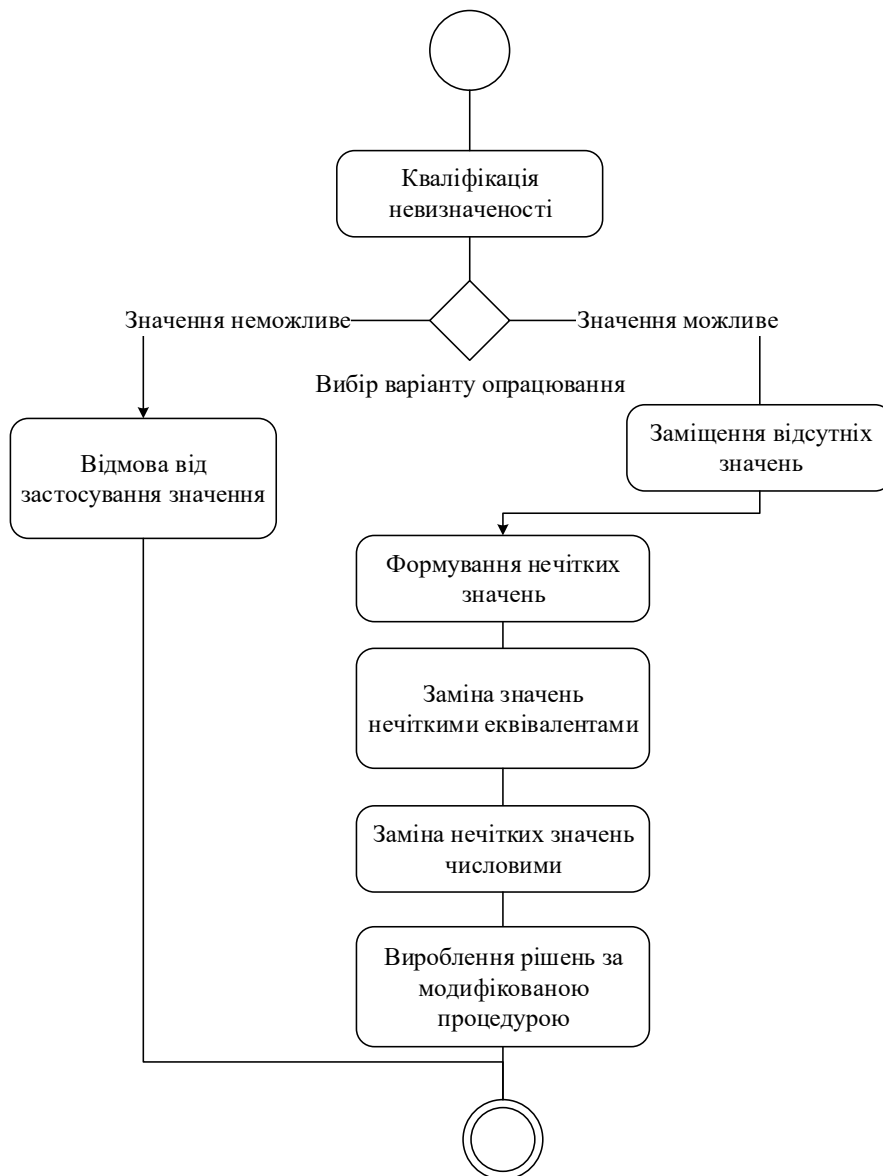 Кваліфікація
невизначеності
Значення неможливе
Значення можливе
Вибір варіанту опрацювання
Відмова від
застосування значення
Заміщення відсутніх
значень
Формування нечітких
значень
Заміна значень
нечіткими еквівалентами
Заміна нечітких значень
числовими
Вироблення рішень за
модифікованою
процедурою